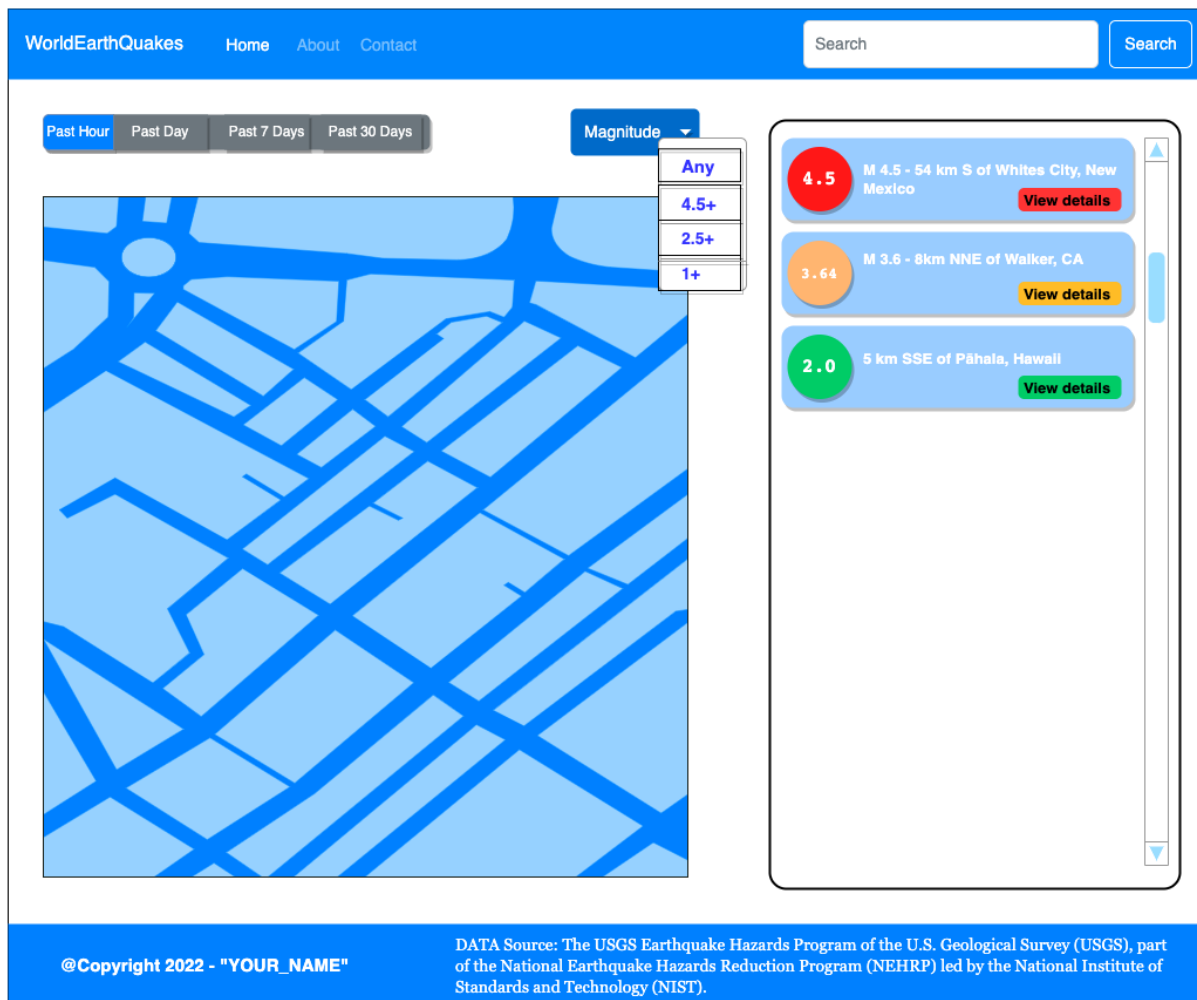 WorldEarthQuakes Home About Contact Search Search
Past Hour Past Day Past 7 Days Past 30 Days
Magnitude
Any
4.5+
2.5+
1+
4.5
M 4.5 - 54 km S of Whites City, New
Mexico
View details
3.64
M 3.6 - 8km NNE of Walker, CA
View details
2.0
5 km SSE of Pāhala, Hawaii
View details
@Copyright 2022 - "YOUR_NAME"
DATA Source: The USGS Earthquake Hazards Program of the U.S. Geological Survey (USGS), part
of the National Earthquake Hazards Reduction Program (NEHRP) led by the National Institute of
Standards and Technology (NIST).